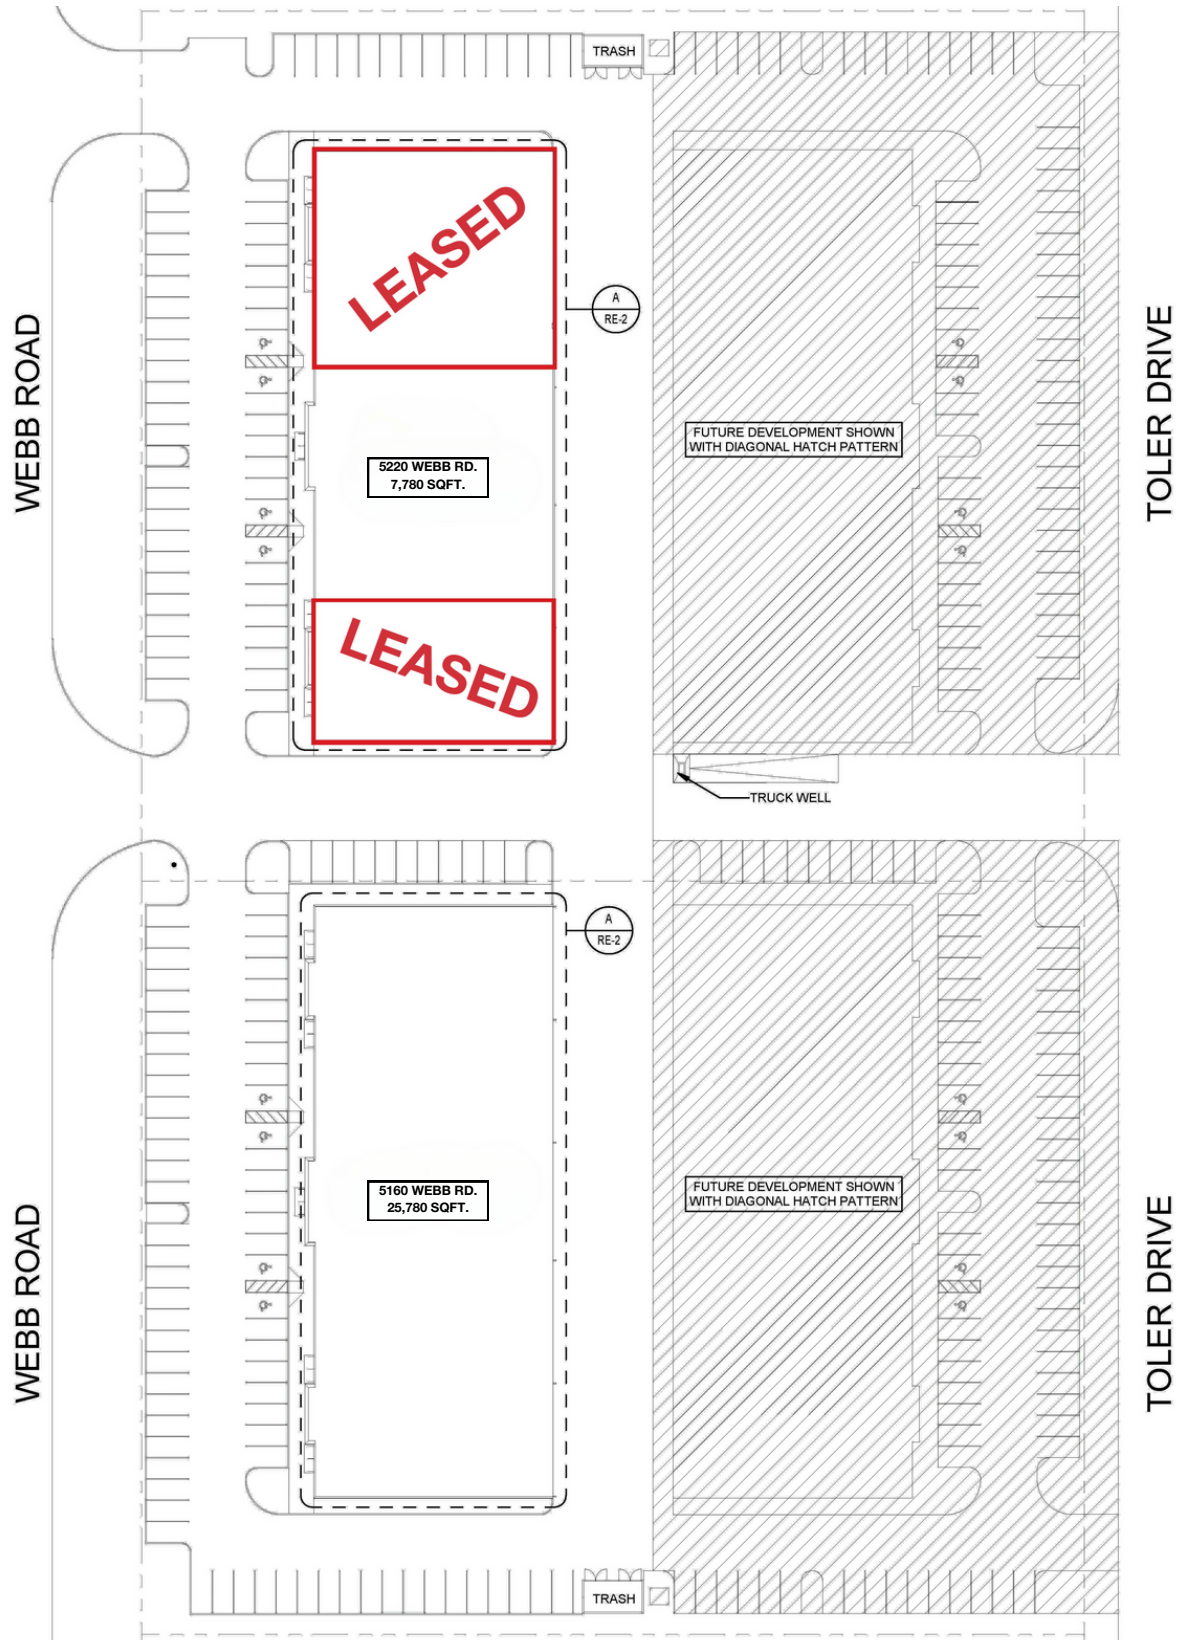 TRASH
LEASED
A
RE-2
WEBB ROAD
TOLER DRIVE
FUTURE DEVELOPMENT SHOWN
WITH DIAGONAL HATCH PATTERN
5220 WEBB RD.
7,780 SQFT.
LEASED
TRUCK WELL
A
RE-2
5160 WEBB RD.
25,780 SQFT.
FUTURE DEVELOPMENT SHOWN
WITH DIAGONAL HATCH PATTERN
WEBB ROAD
TOLER DRIVE
TRASH